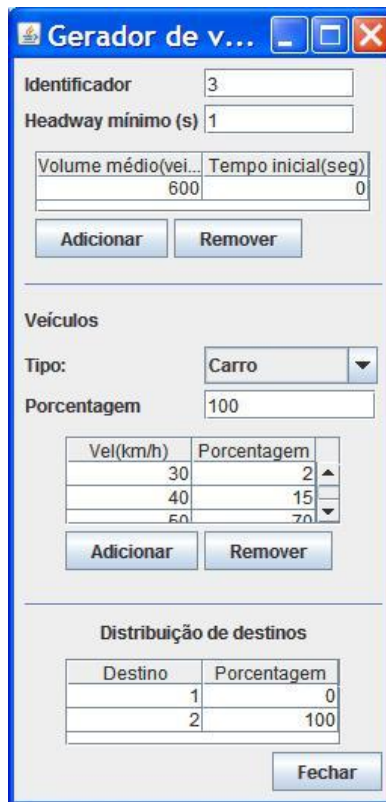 Gerador de v...
Identificador 3
Headway mínimo (s) 1
Volume médio(vei... Tempo inicial(seg)
600 0
Adicionar Remover
Veículos
Tipo: Carro
Porcentagem 100
Vel(km/h) Porcentagem
30 2
40 15
50 70
Adicionar Remover
Distribuição de destinos
Destino Porcentagem
1 0
2 100
Fechar